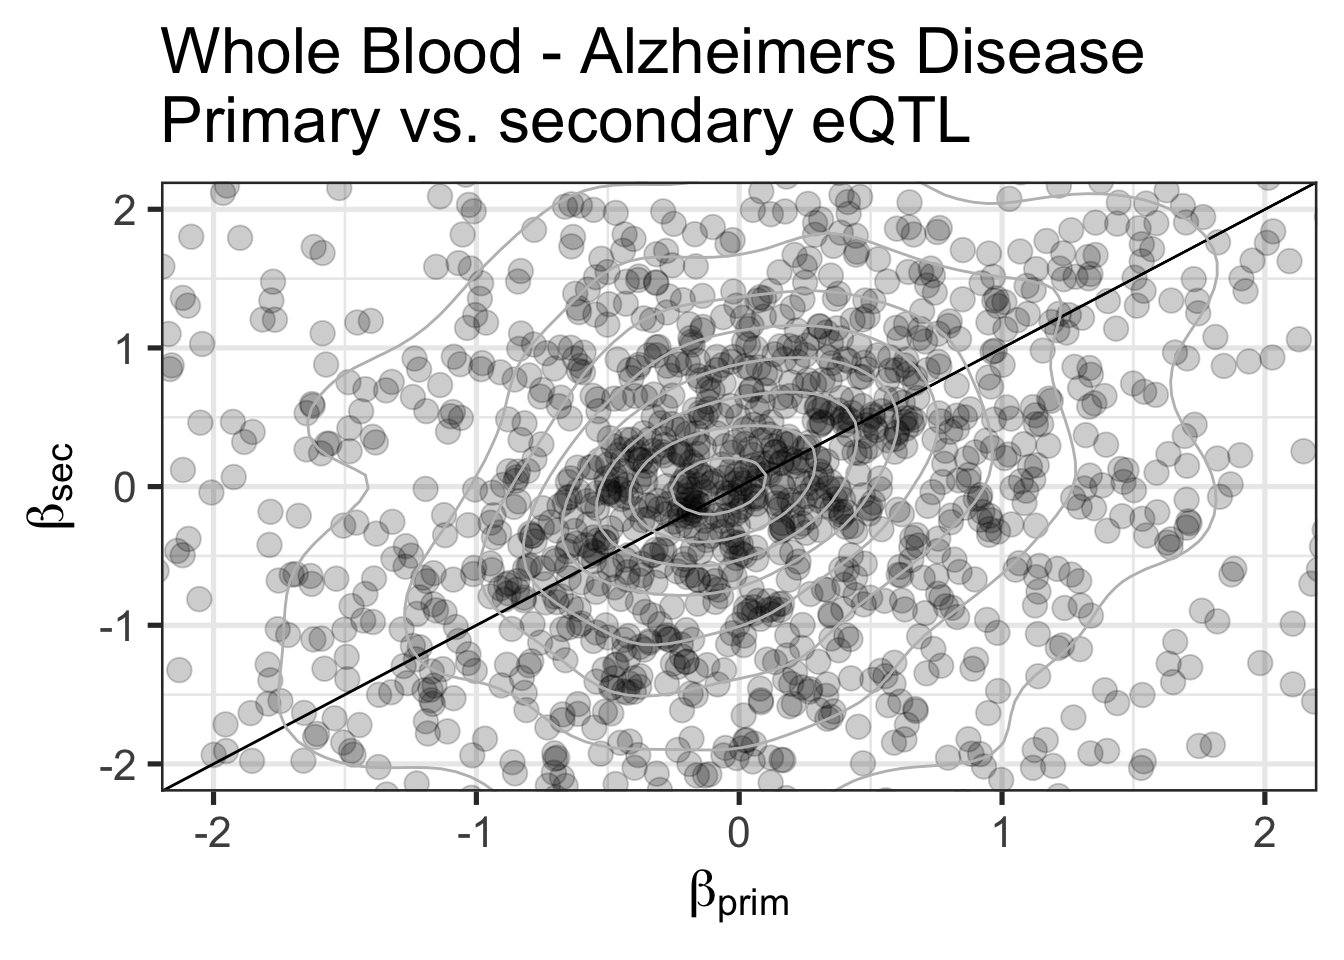 Whole Blood - Alzheimers Disease
Primary vs. secondary eQTL
βsec
2
1
0
-1
-2
-2 -1 0 1 2
βprim